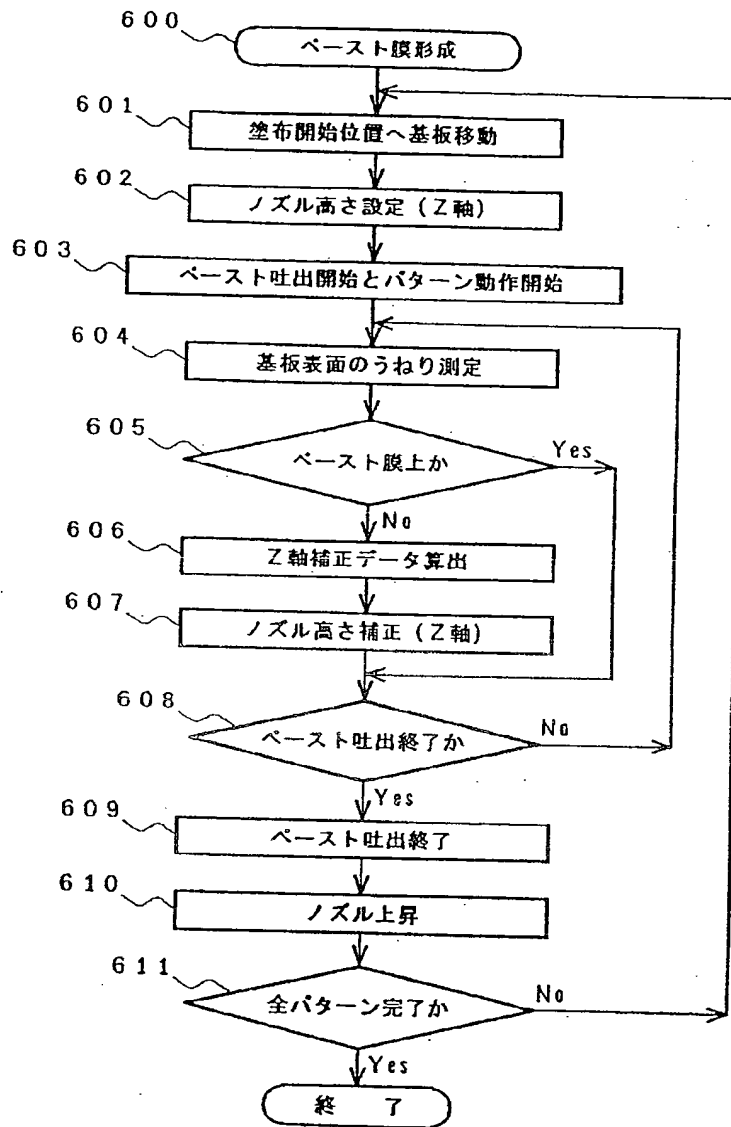 ６００
ペースト膜形成
６０１
塗布開始位置へ基板移動
６０２
ノズル高さ設定（Ｚ軸）
６０３
ペースト吐出開始とパターン動作開始
６０４
基板表面のうねり測定
６０５
ペースト膜上か
Yes
No
６０６
Ｚ軸補正データ算出
６０７
ノズル高さ補正（Ｚ軸）
６０８
ペースト吐出終了か
No
Yes
６０９
ペースト吐出終了
６１０
ノズル上昇
６１１
全パターン完了か
No
Yes
終　了